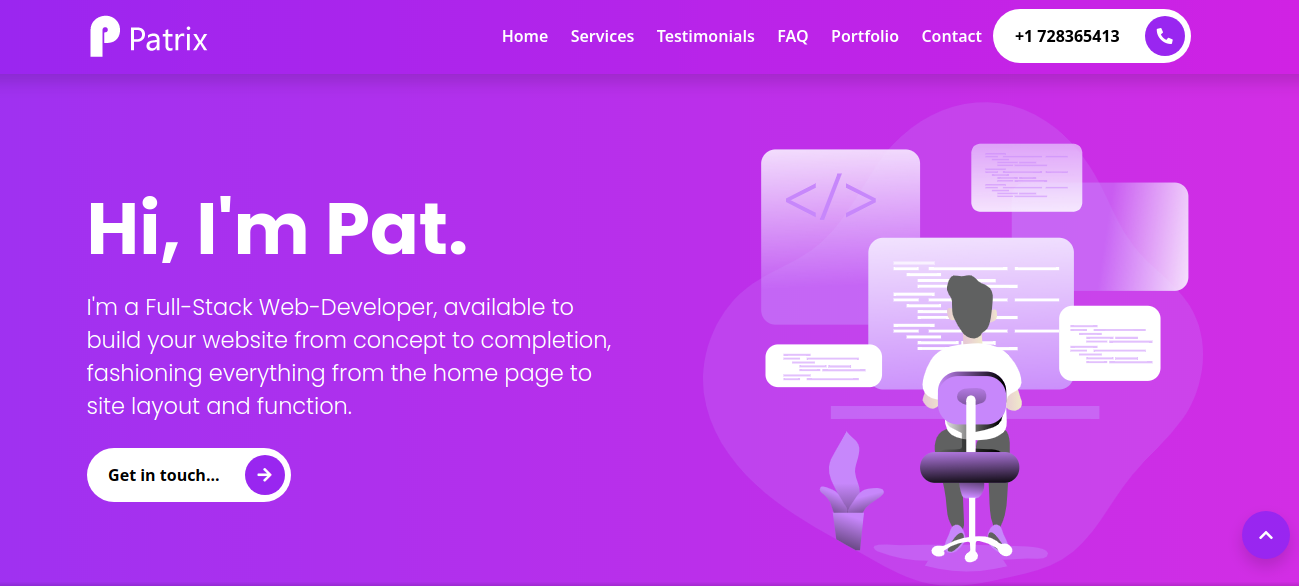 Patrix
Home Services Testimonials FAQ Portfolio Contact +1 728365413
</>
Hi, I'm Pat.
I'm a Full-Stack Web-Developer, available to
build your website from concept to completion,
fashioning everything from the home page to
site layout and function.
Get in touch...